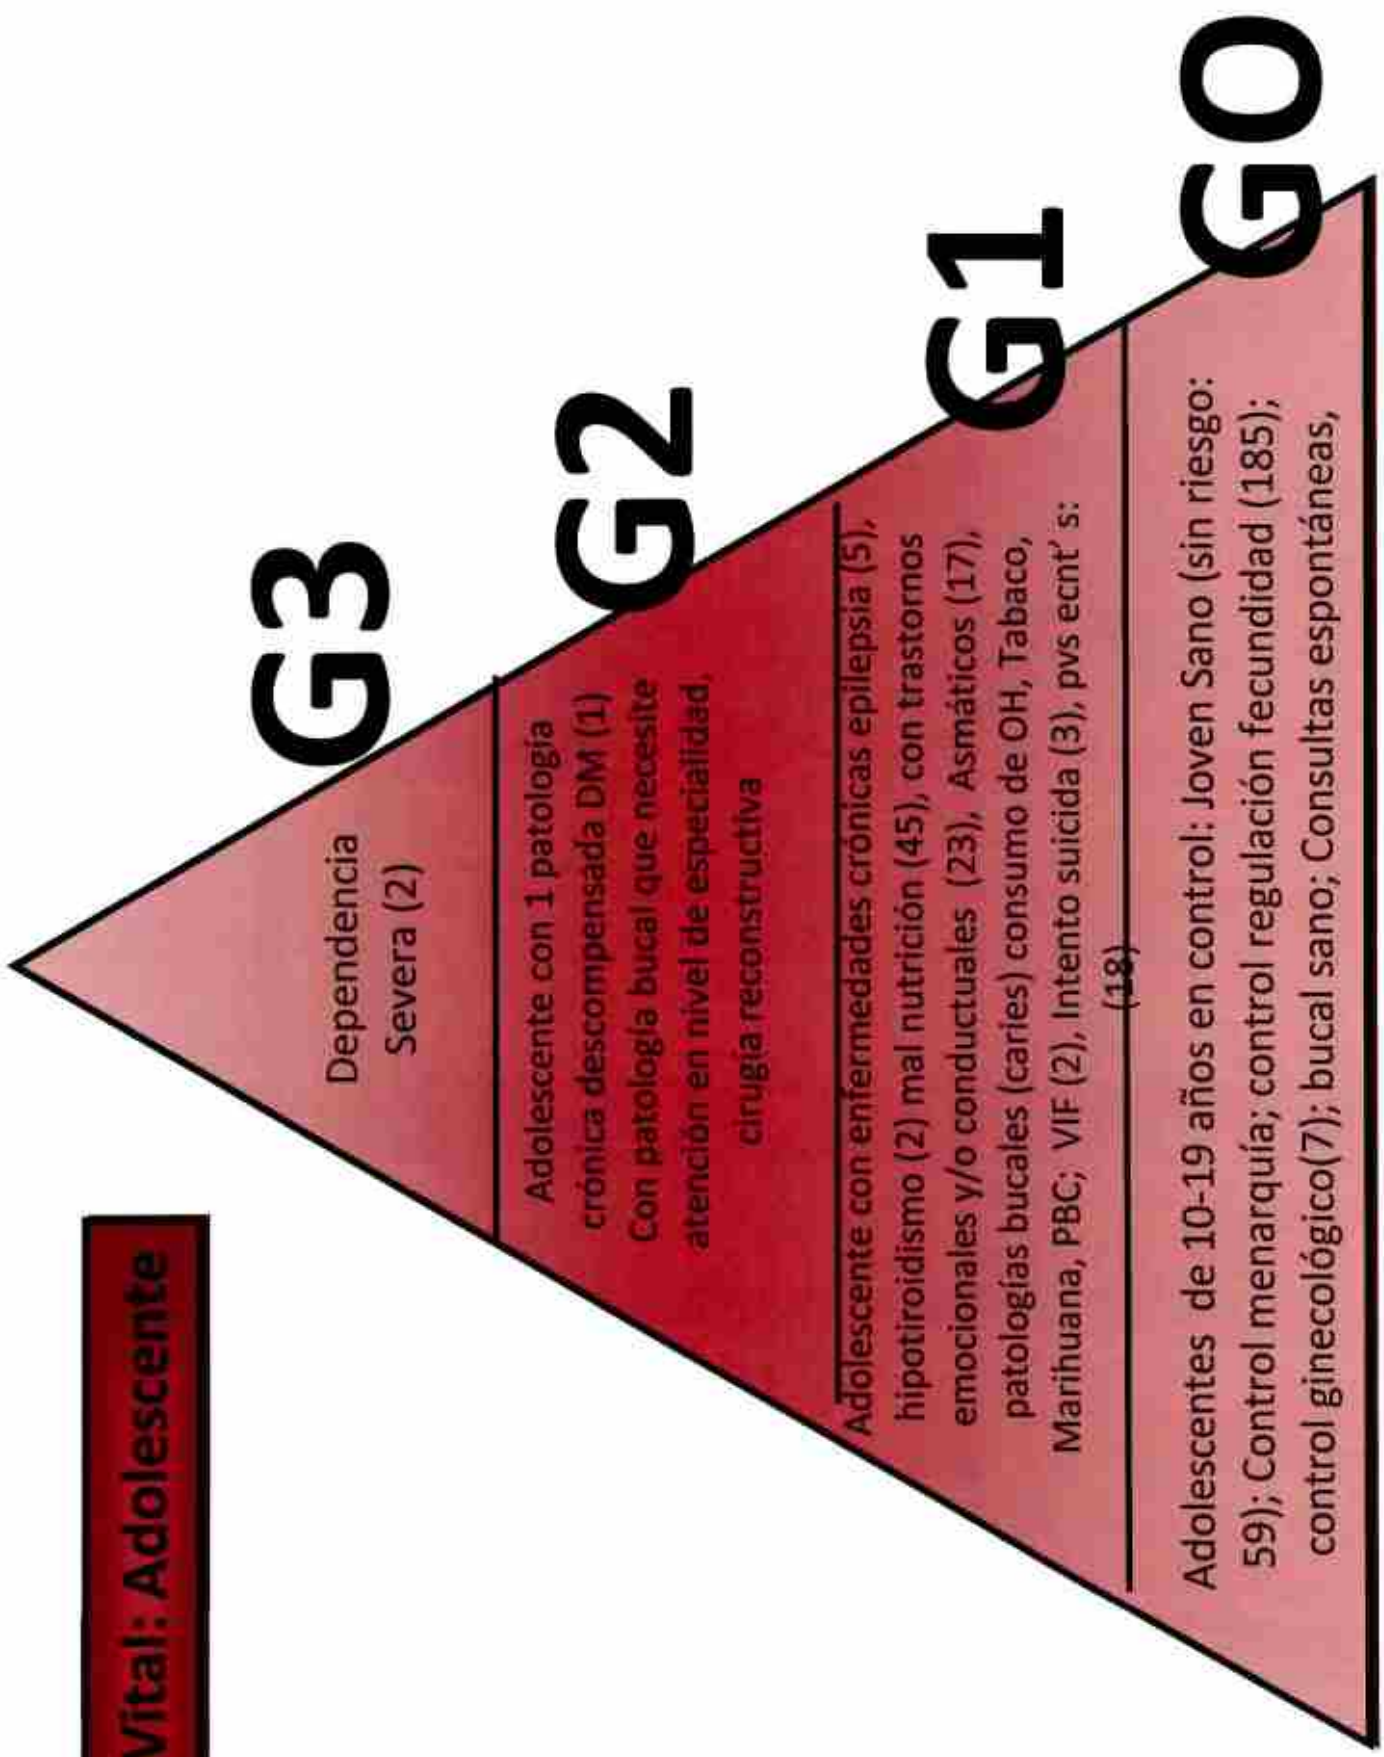 Vital: Adolescente
G3
Dependencia
Severa (2)
G2
Adolescente con 1 patología
crónica descompensada DM (1)
Con patología bucal que necesite
atención en nivel de especialidad,
cirugía reconstructiva
G1
Adolescente con enfermedades crónicas epilepsia (5),
hipotiroidismo (2) mal nutrición (45), con trastornos
emocionales y/o conductuales (23), Asmáticos (17),
patologías bucales (caries) consumo de OH, Tabaco,
Marihuana, PBC; VIF (2), Intento suicida (3), pvs ecnt' s:
(18)
GO
Adolescentes de 10-19 años en control: Joven Sano (sin riesgo:
59); Control menarquía; control regulación fecundidad (185);
control ginecológico(7); bucal sano; Consultas espontáneas,